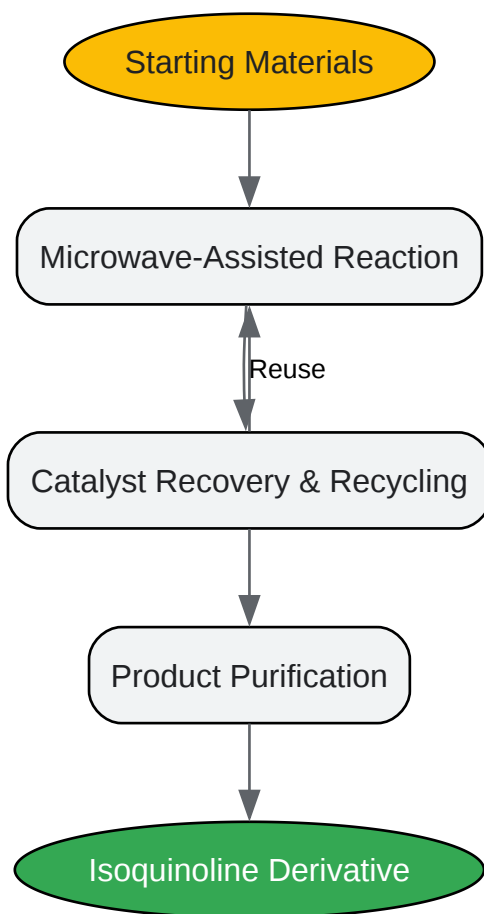 Starting Materials
Microwave-Assisted Reaction
Reuse
Catalyst Recovery & Recycling
Product Purification
Isoquinoline Derivative